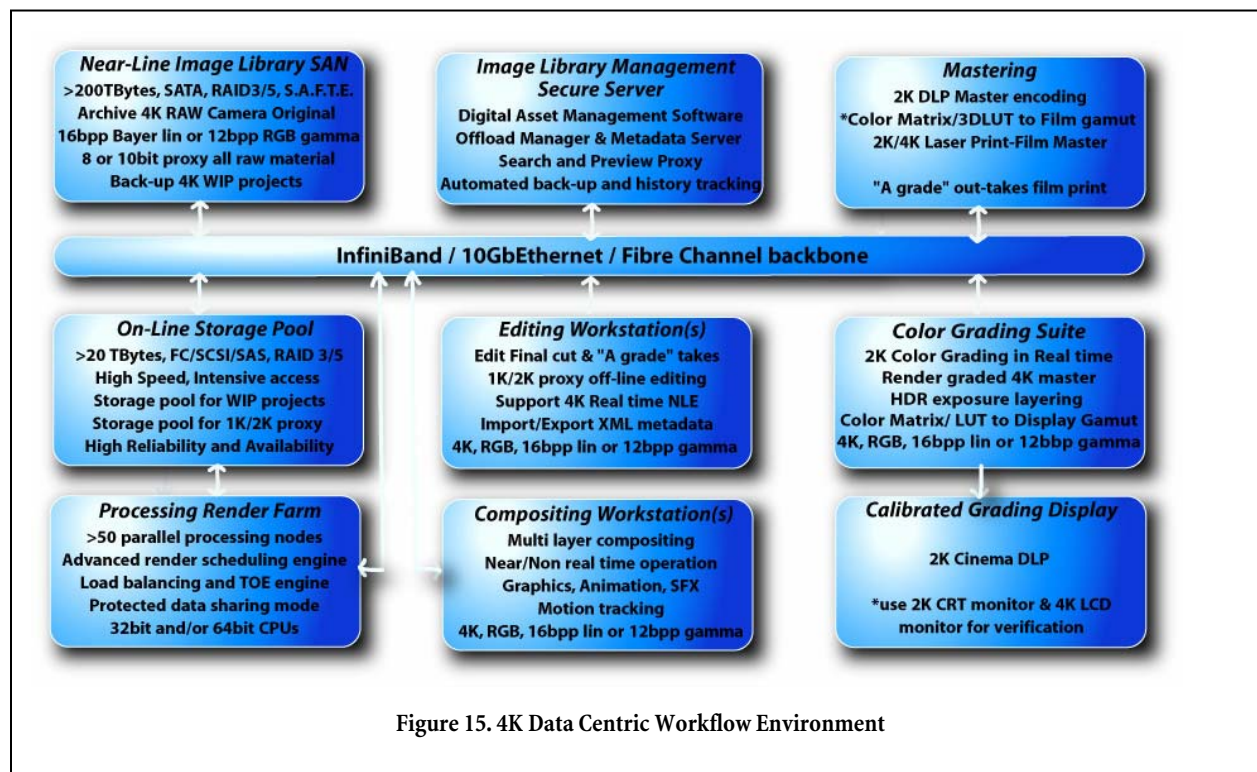 Near-Line Image Library SAN
>200TBytes, SATA, RAID3/5, S.A.F.T.E.
Archive 4K RAW Camera Original
16bpp Bayer lin or 12bpp RGB gamma
8 or 10bit proxy all raw material
Back-up 4K WIP projects
Image Library Management
Secure Server
Digital Asset Management Software
Offload Manager & Metadata Server
Search and Preview Proxy
Automated back-up and history tracking
Mastering
2K DLP Master encoding
*Color Matrix/3DLUT to Film gamut
2K/4K Laser Print-Film Master
"A grade" out-takes film print
InfiniBand / 10GbEthernet / Fibre Channel backbone
On-Line Storage Pool
>20 TBytes, FC/SCSI/SAS, RAID 3/5
High Speed, Intensive access
Storage pool for WIP projects
Storage pool for 1K/2K proxy
High Reliability and Availability
Editing Workstation(s)
Edit Final cut & "A grade" takes
1K/2K proxy off-line editing
Support 4K Real time NLE
Import/Export XML metadata
4K, RGB, 16bpp lin or 12bpp gamma
Color Grading Suite
2K Color Grading in Real time
Render graded 4K master
HDR exposure layering
Color Matrix/ LUT to Display Gamut
4K, RGB, 16bpp lin or 12bbp gamma
Processing Render Farm
>50 parallel processing nodes
Advanced render scheduling engine
Load balancing and TOE engine
Protected data sharing mode
32bit and/or 64bit CPUs
Compositing Workstation(s)
Multi layer compositing
Near/Non real time operation
Graphics, Animation, SFX
Motion tracking
4K, RGB, 16bpp lin or 12bpp gamma
Calibrated Grading Display
2K Cinema DLP
*use 2K CRT monitor & 4K LCD
monitor for verification
Figure 15. 4K Data Centric Workflow Environment